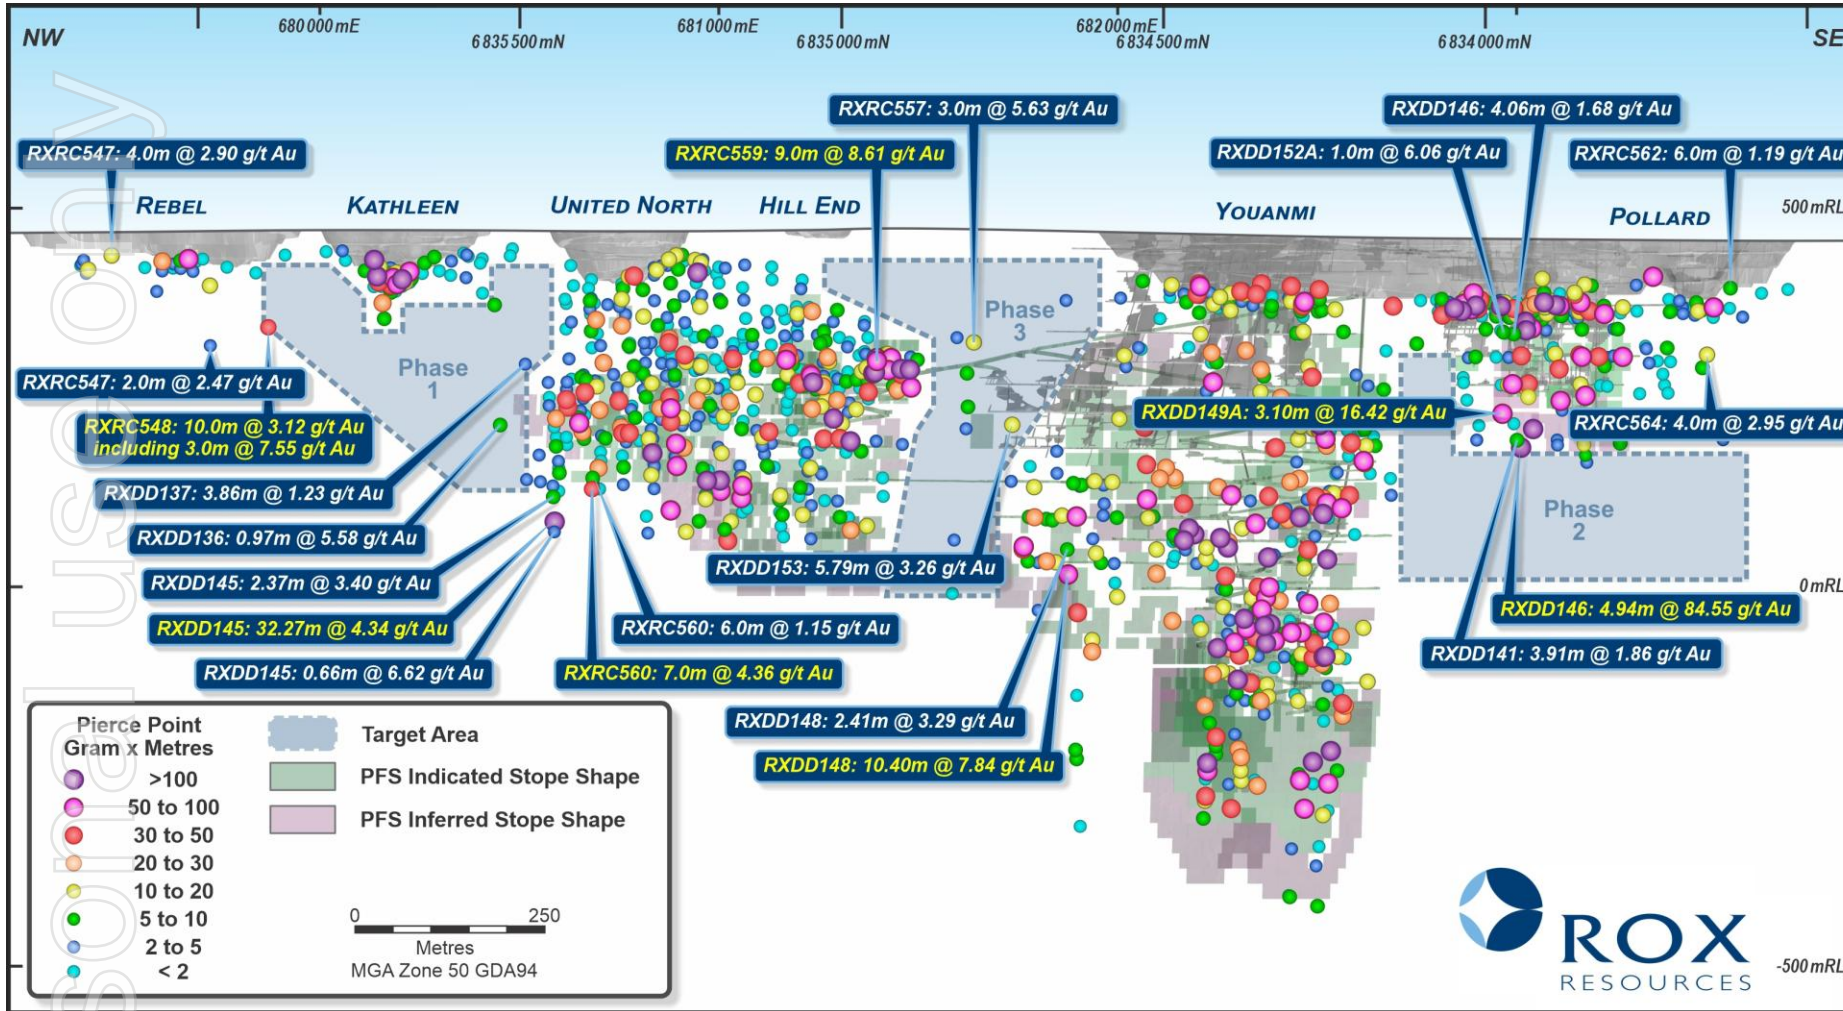 680 000 mE
681 000 mE
682 000 mE
6 835 500 mN
6 835 000 mN
6 834 500 mN
6 834 000 mN
NW
SE
RXRC557: 3.0m @ 5.63 g/t Au
RXDD146: 4.06m @ 1.68 g/t Au
RXRC547: 4.0m @ 2.90 g/t Au
RXRC559: 9.0m @ 8.61 g/t Au
RXDD152A: 1.0m @ 6.06 g/t Au
RXRC562: 6.0m @ 1.19 g/t Au
REBEL
KATHLEEN
UNITED NORTH
HILL END
YOUANMI
POLLARD
500 mRL
Phase
3
Phase
1
RXRC547: 2.0m @ 2.47 g/t Au
RXDD149A: 3.10m @ 16.42 g/t Au
RXRC564: 4.0m @ 2.95 g/t Au
RXRC548: 10.0m @ 3.12 g/t Au
including 3.0m @ 7.55 g/t Au
RXDD137: 3.86m @ 1.23 g/t Au
Phase
2
RXDD136: 0.97m @ 5.58 g/t Au
RXDD153: 5.79m @ 3.26 g/t Au
RXDD145: 2.37m @ 3.40 g/t Au
0 mRL
RXDD146: 4.94m @ 84.55 g/t Au
RXDD145: 32.27m @ 4.34 g/t Au
RXRC560: 6.0m @ 1.15 g/t Au
RXDD141: 3.91m @ 1.86 g/t Au
RXDD145: 0.66m @ 6.62 g/t Au
RXRC560: 7.0m @ 4.36 g/t Au
RXDD148: 2.41m @ 3.29 g/t Au
RXDD148: 10.40m @ 7.84 g/t Au
Pierce Point
Gram x Metres
>100
50 to 100
30 to 50
20 to 30
10 to 20
5 to 10
2 to 5
< 2
Target Area
PFS Indicated Stope Shape
PFS Inferred Stope Shape
0 250
Metres
MGA Zone 50 GDA94
ROX
RESOURCES
-500 mRL
sonal use only